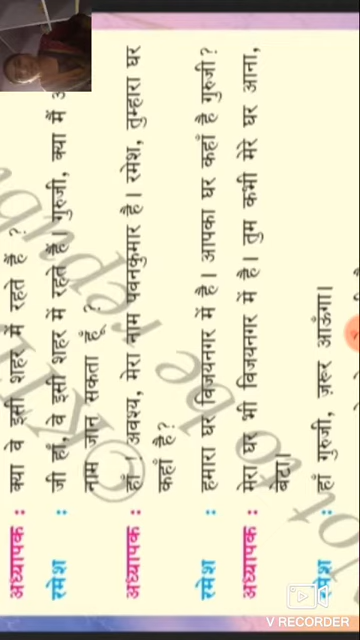 अध्यापक : क्या वे इसी शहर में रहते हैं ?
रमेश : जी हां, वे इसी शहर में रहते हैं। गुरुजी, क्या मैं
नाम जान सकता हूं ?
अध्यापक : हां । अवश्य, मेरा नाम पवनकुमार है। रमेश, तुम्हारा घर
कहां है?
रमेश : हमारा घर विजयनगर में है। आपका घर कहां है गुरुजी?
अध्यापक : मेरा घर भी विजयनगर में है। तुम कभी मेरे घर आना,
बेटा।
रमेश : हां गुरुजी, ज़रूर आऊंगा।
V RECORDER